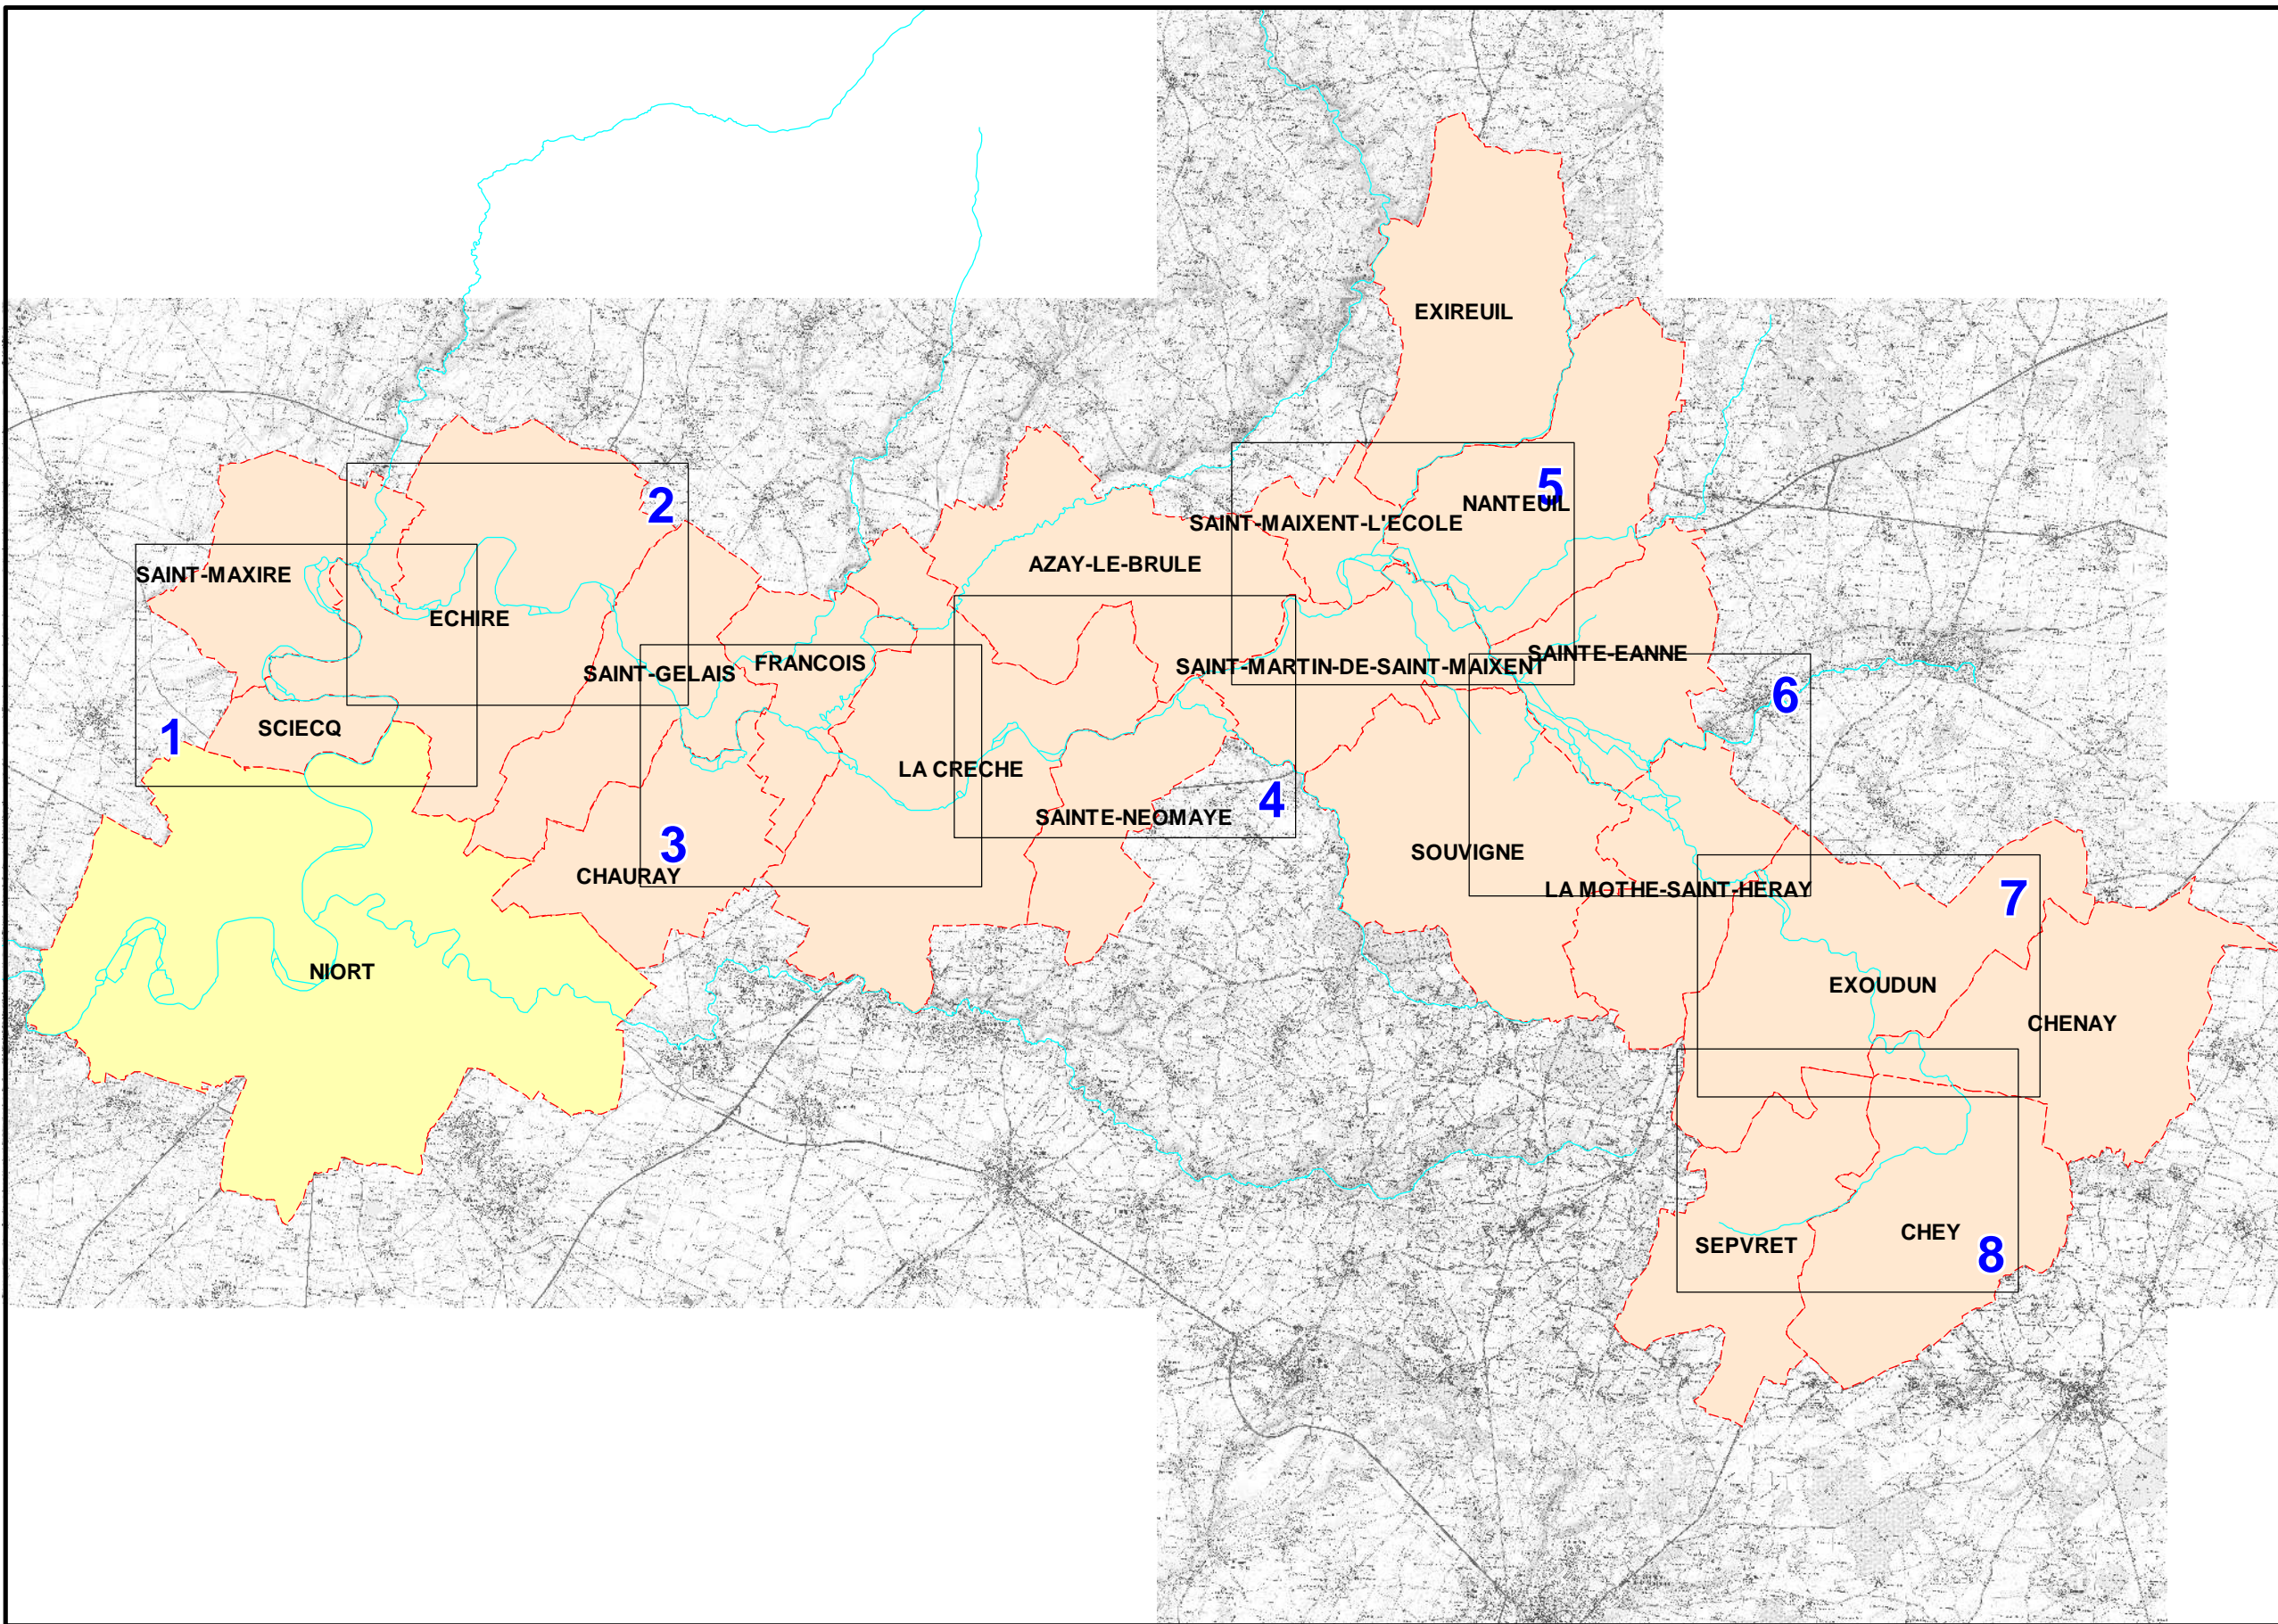 EXIREUIL
5
NANTEUIL
2
SAINT-MAIXENT-L'ECOLE
AZAY-LE-BRULE
SAINT-MAXIRE
ECHIRE
SAINTE-EANNE
FRANCOIS
SAINT-MARTIN-DE-SAINT-MAIXENT
SAINT-GELAIS
6
SCIECQ
1
LA CRECHE
4
SAINTE-NEOMAYE
3
SOUVIGNE
CHAURAY
LA MOTHE-SAINT-HERAY
7
NIORT
EXOUDUN
CHENAY
CHEY
SEPVRET
8